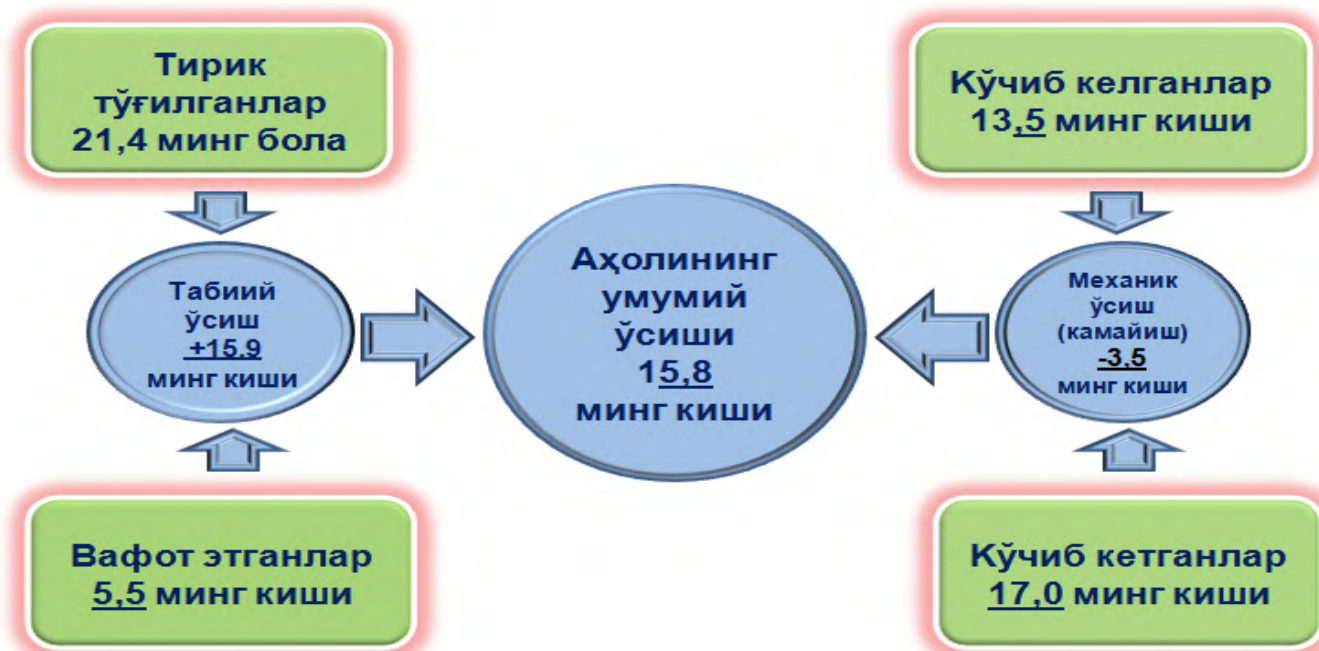 Тирик
тўғилганлар
21,4 минг бола
Кўчиб келганлар
13,5 минг киши
Табиий
ўсиш
+15.9
минг киши
Аҳолининг
умумий
ўсиши
15,8
минг киши
Механик
ўсиш
(камайиш)
-3,5
минг киши
Вафот этганлар
5,5 минг киши
Кўчиб кетганлар
17,0 минг киши